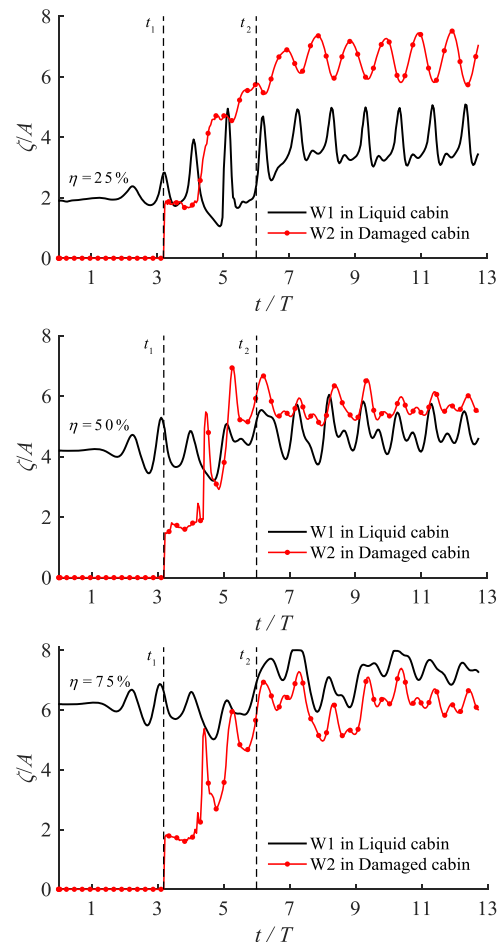 t₁ t₂
8
6
4
2
0
ζ/A
η=25%
W1 in Liquid cabin
W2 in Damaged cabin
1 3 5 7 9 11 13
t / T
t₁ t₂
8
6
4
2
0
ζ/A
η=50%
W1 in Liquid cabin
W2 in Damaged cabin
1 3 5 7 9 11 13
t / T
t₁ t₂
8
6
4
2
0
ζ/A
η=75%
W1 in Liquid cabin
W2 in Damaged cabin
1 3 5 7 9 11 13
t / T